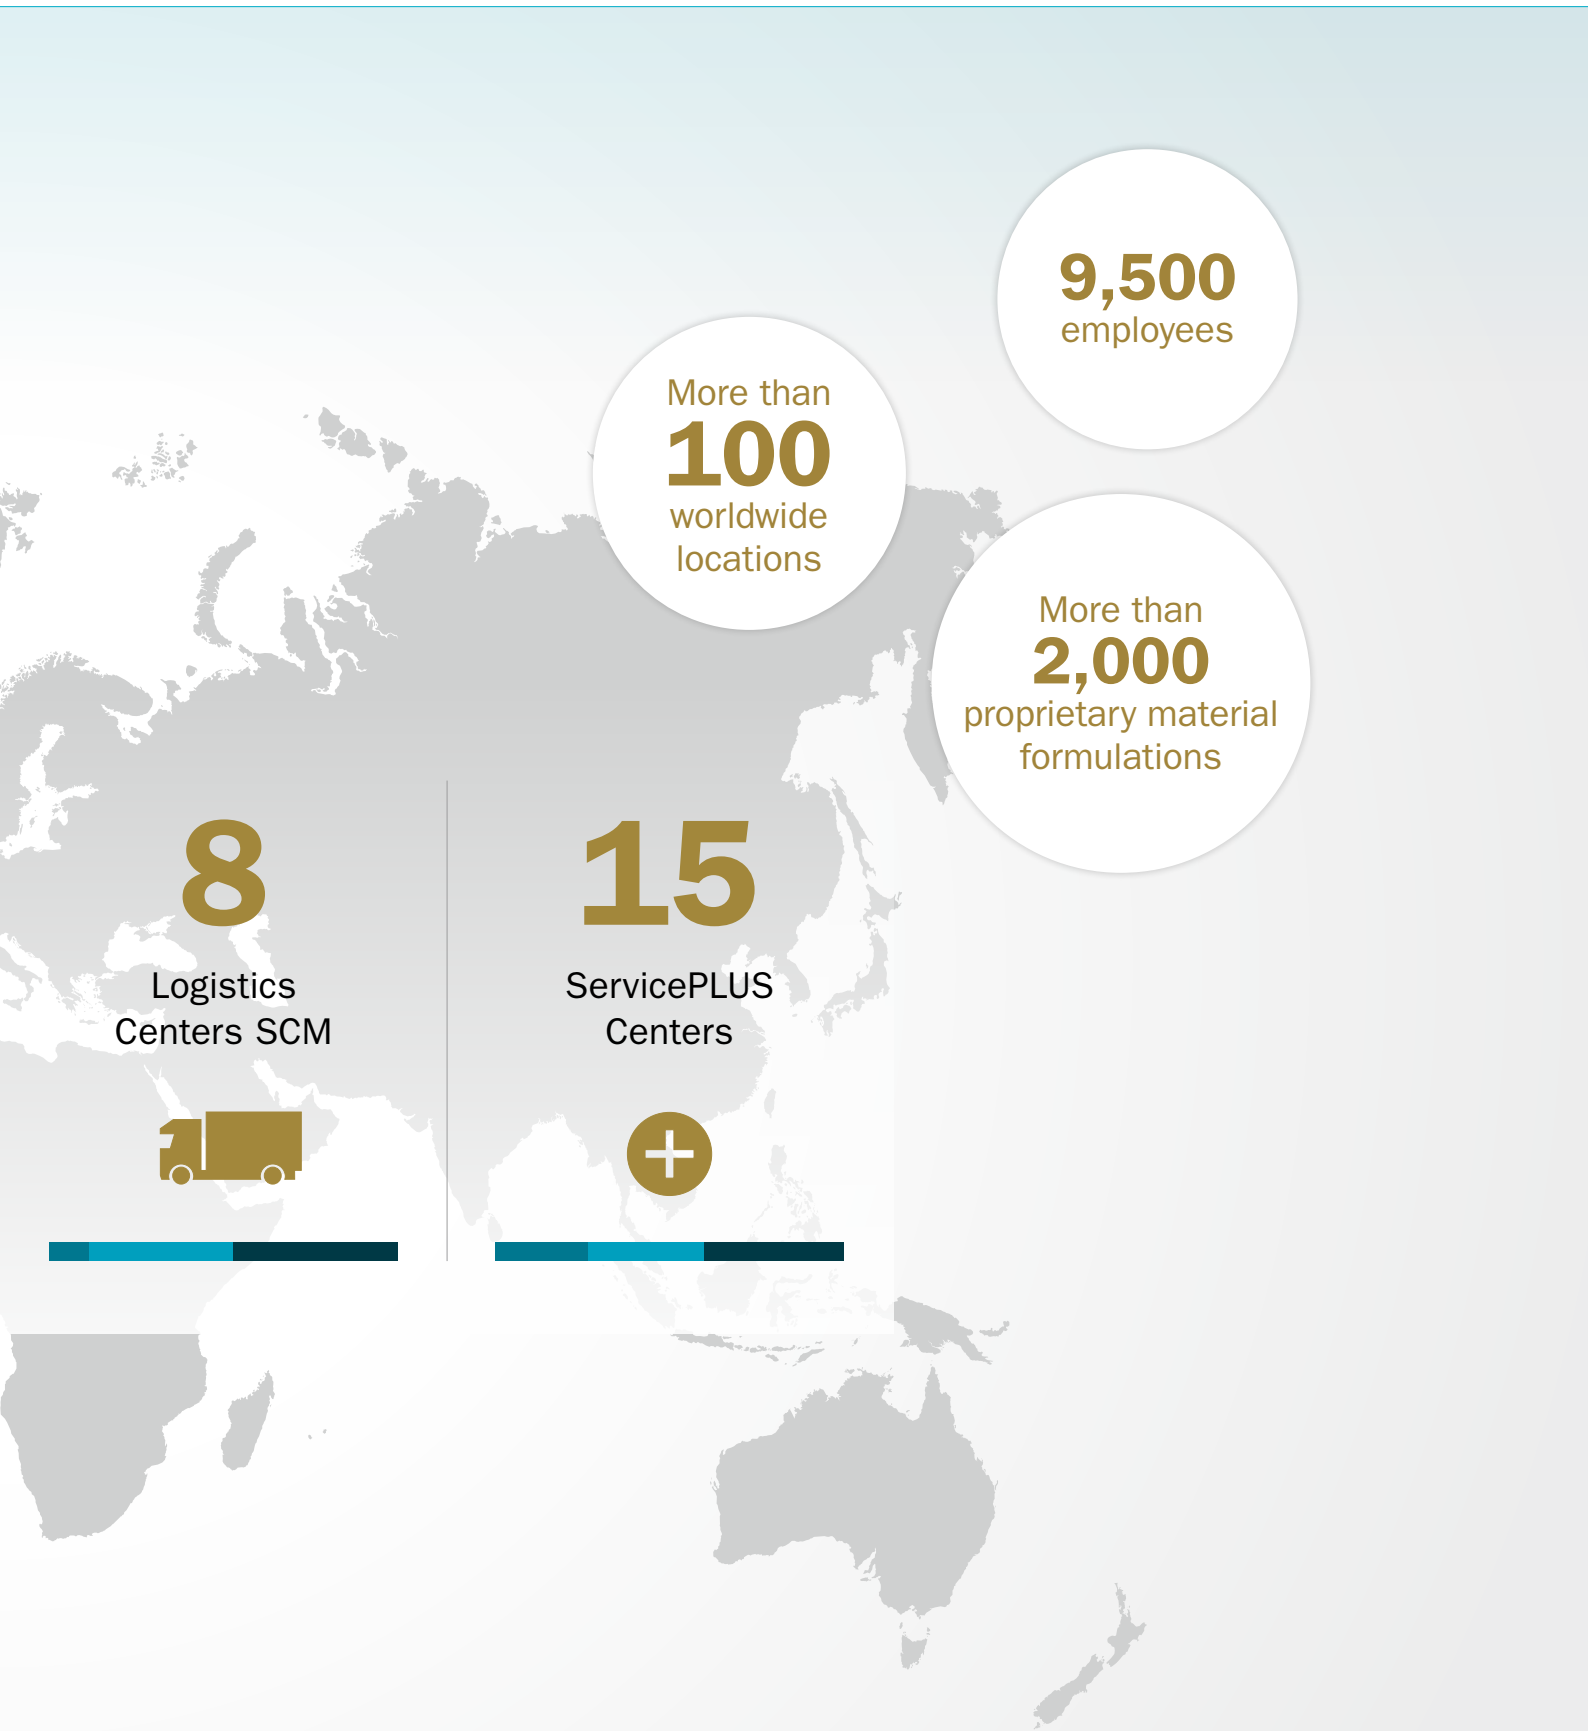 9,500
employees
More than
100
worldwide
locations
More than
2,000
proprietary material
formulations
8
Logistics
Centers SCM
15
ServicePLUS
Centers